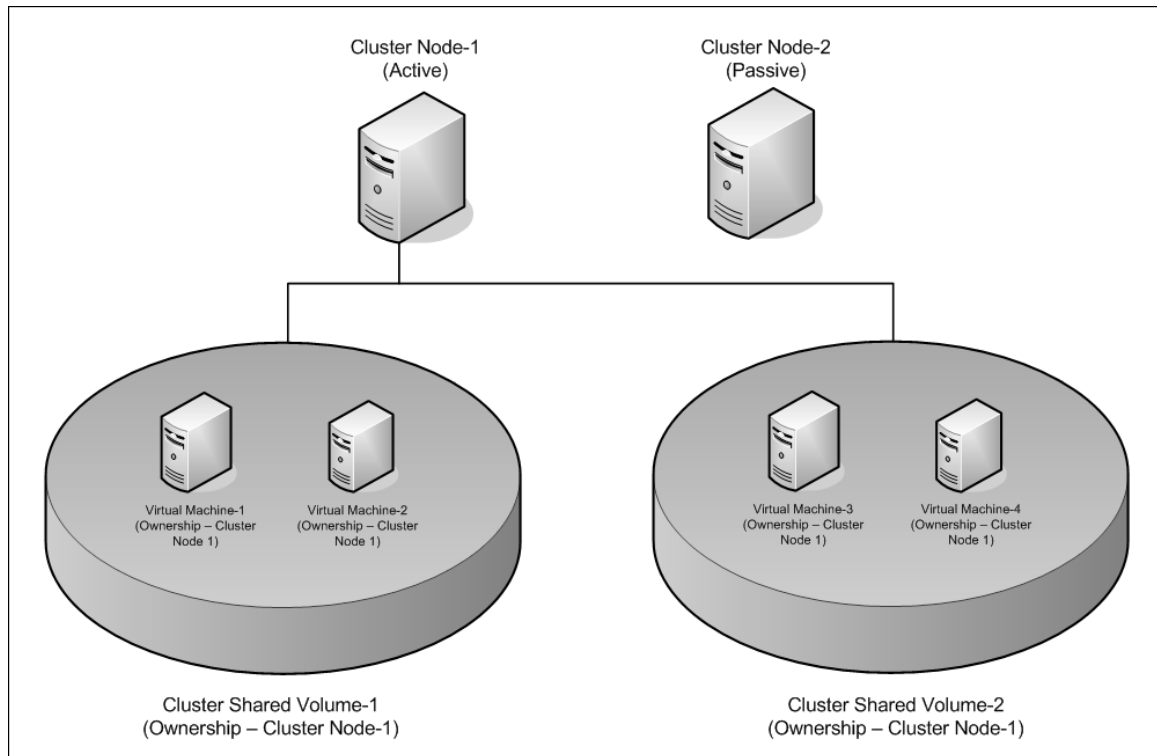 Cluster Node-1
(Active)
Cluster Node-2
(Passive)
Virtual Machine-1
(Ownership – Cluster
Node 1)
Virtual Machine-2
(Ownership – Cluster
Node 1)
Virtual Machine-3
(Ownership – Cluster
Node 1)
Virtual Machine-4
(Ownership – Cluster
Node 1)
Cluster Shared Volume-1
(Ownership – Cluster Node-1)
Cluster Shared Volume-2
(Ownership – Cluster Node-1)